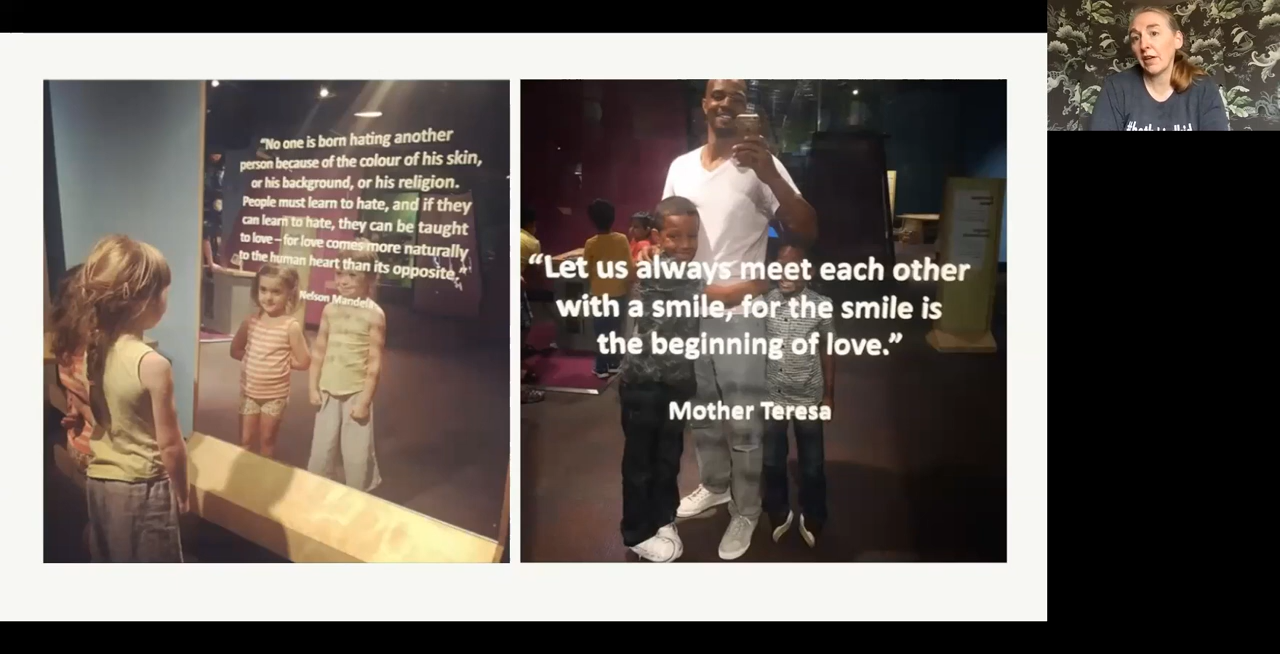 “No one is born hating another
person because of the colour of his skin,
or his background, or his religion.
People must learn to hate, and if they
can learn to hate, they can be taught
to love – for love comes more naturally
to the human heart than its opposite.”
Nelson Mandela
“Let us always meet each other
with a smile, for the smile is
the beginning of love.”
Mother Teresa